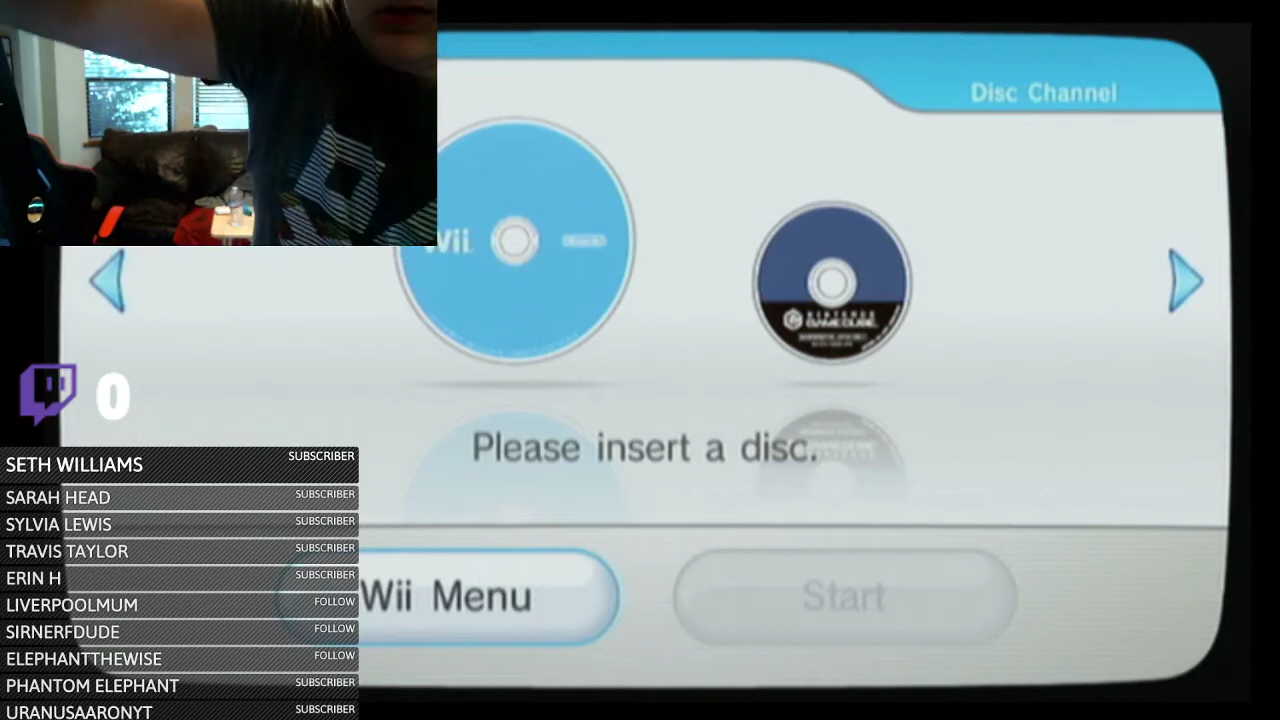 Disc Channel
Wii
NINTENDO
GAMECUBE
Please insert a disc.
0
SETH WILLIAMS SUBSCRIBER
SARAH HEAD SUBSCRIBER
SYLVIA LEWIS SUBSCRIBER
TRAVIS TAYLOR SUBSCRIBER
ERIN H SUBSCRIBER
LIVERPOOLMUM FOLLOW
SIRNERFDUDE FOLLOW
ELEPHANTTHEWISE FOLLOW
PHANTOM ELEPHANT SUBSCRIBER
URANUSAARONYT SUBSCRIBER
Wii Menu
Start